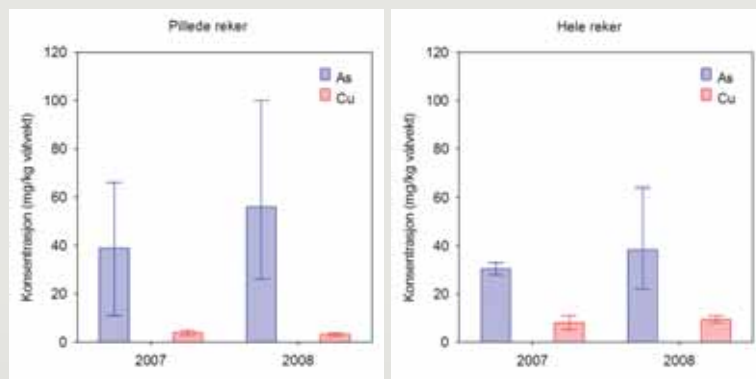 Pillede reker
Konsentrasjon (mg/kg våtvekt)
120
100
80
60
40
20
0
As
Cu
2007
2008
Hele reker
Konsentrasjon (mg/kg våtvekt)
120
100
80
60
40
20
0
As
Cu
2007
2008